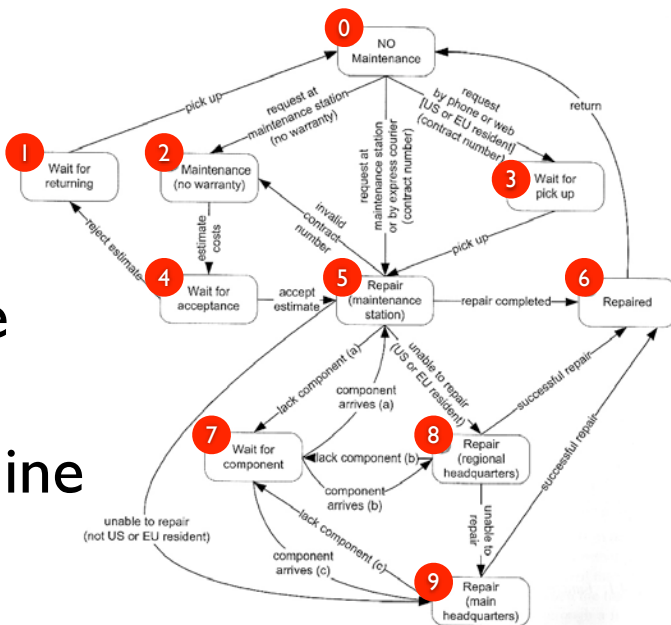 0
NO
Maintenance
pick up
request at
maintenance station
(no warranty)
request at
maintenance station
or by express courier
(contract number)
request
by phone or web
[US or EU resident]
(contract number)
return
1
Wait for
returning
2
Maintenance
(no warranty)
3
Wait for
pick up
invalid
contract
number
estimate
costs
reject estimate
pick up
4
Wait for
acceptance
accept
estimate
5
Repair
(maintenance
station)
repair completed
6
Repaired
e
lack component (a)
component
arrives (a)
unable to repair
(US or EU resident)
successful repair
7
Wait for
component
lack component (b)
component
arrives (b)
8
Repair
(regional
headquarters)
successful repair
ine
unable to repair
(not US or EU resident)
lack component (c)
component
arrives (c)
unable to
repair
9
Repair
(main
headquarters)